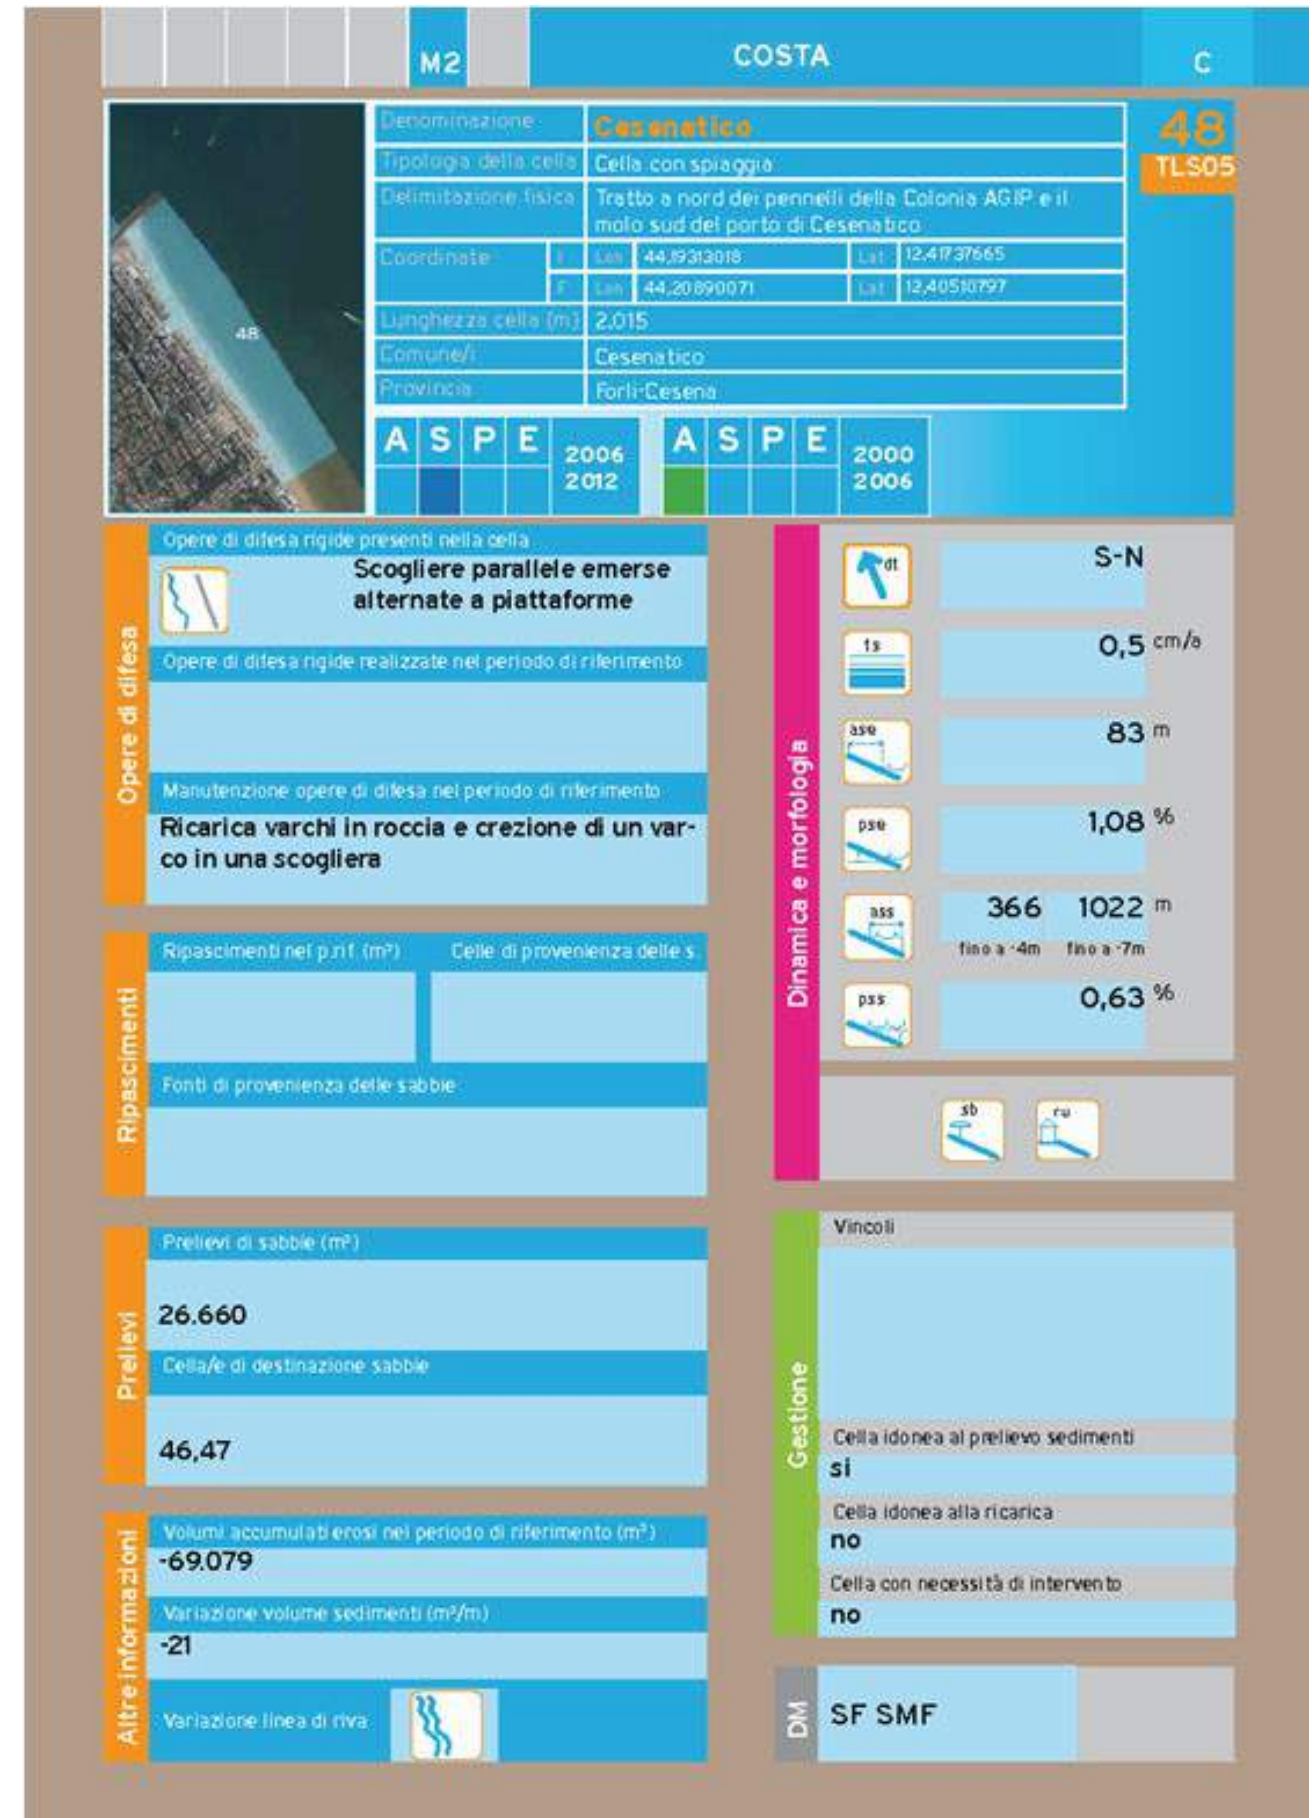 M2
COSTA
C
Denominazione
Cesenatico
48
TLS05
Tipologia della cella
Cella con spiaggia
Delimitazione fisica
Tratto a nord dei pennelli della Colonia AGIP e il
molo sud del porto di Cesenatico
Coordinate
I
Lon
44,19313018
Lat
12,41737665
F
Lon
44,20890071
Lat
12,40510797
Lunghezza cella (m)
2.015
Comune/i
Cesenatico
Provincia
Forlì-Cesena
48
A S P E
2006
2012
A S P E
2000
2006
Opere di difesa
Opere di difesa rigide presenti nella cella
Scogliere parallele emerse
alternate a piattaforme
Opere di difesa rigide realizzate nel periodo di riferimento
Manutenzione opere di difesa nel periodo di riferimento
Ricarica varchi in roccia e crezione di un var-
co in una scogliera
Ripascimenti
Ripascimenti nel p.rif. (m³)
Celle di provenienza delle s.
Fonti di provenienza delle sabbie
Prelievi
Prelievi di sabbie (m³)
26.660
Cella/e di destinazione sabbie
46,47
Altre informazioni
Volumi accumulati erosi nel periodo di riferimento (m³)
-69.079
Variazione volume sedimenti (m³/m)
-21
Variazione linea di riva
Dinamica e morfologia
dt
S-N
fs
0,5 cm/a
ase
83 m
pse
1,08 %
ass
366 1022 m
fino a -4m fino a -7m
pss
0,63 %
sb
ru
Gestione
Vincoli
Cella idonea al prelievo sedimenti
si
Cella idonea alla ricarica
no
Cella con necessità di intervento
no
DM
SF SMF